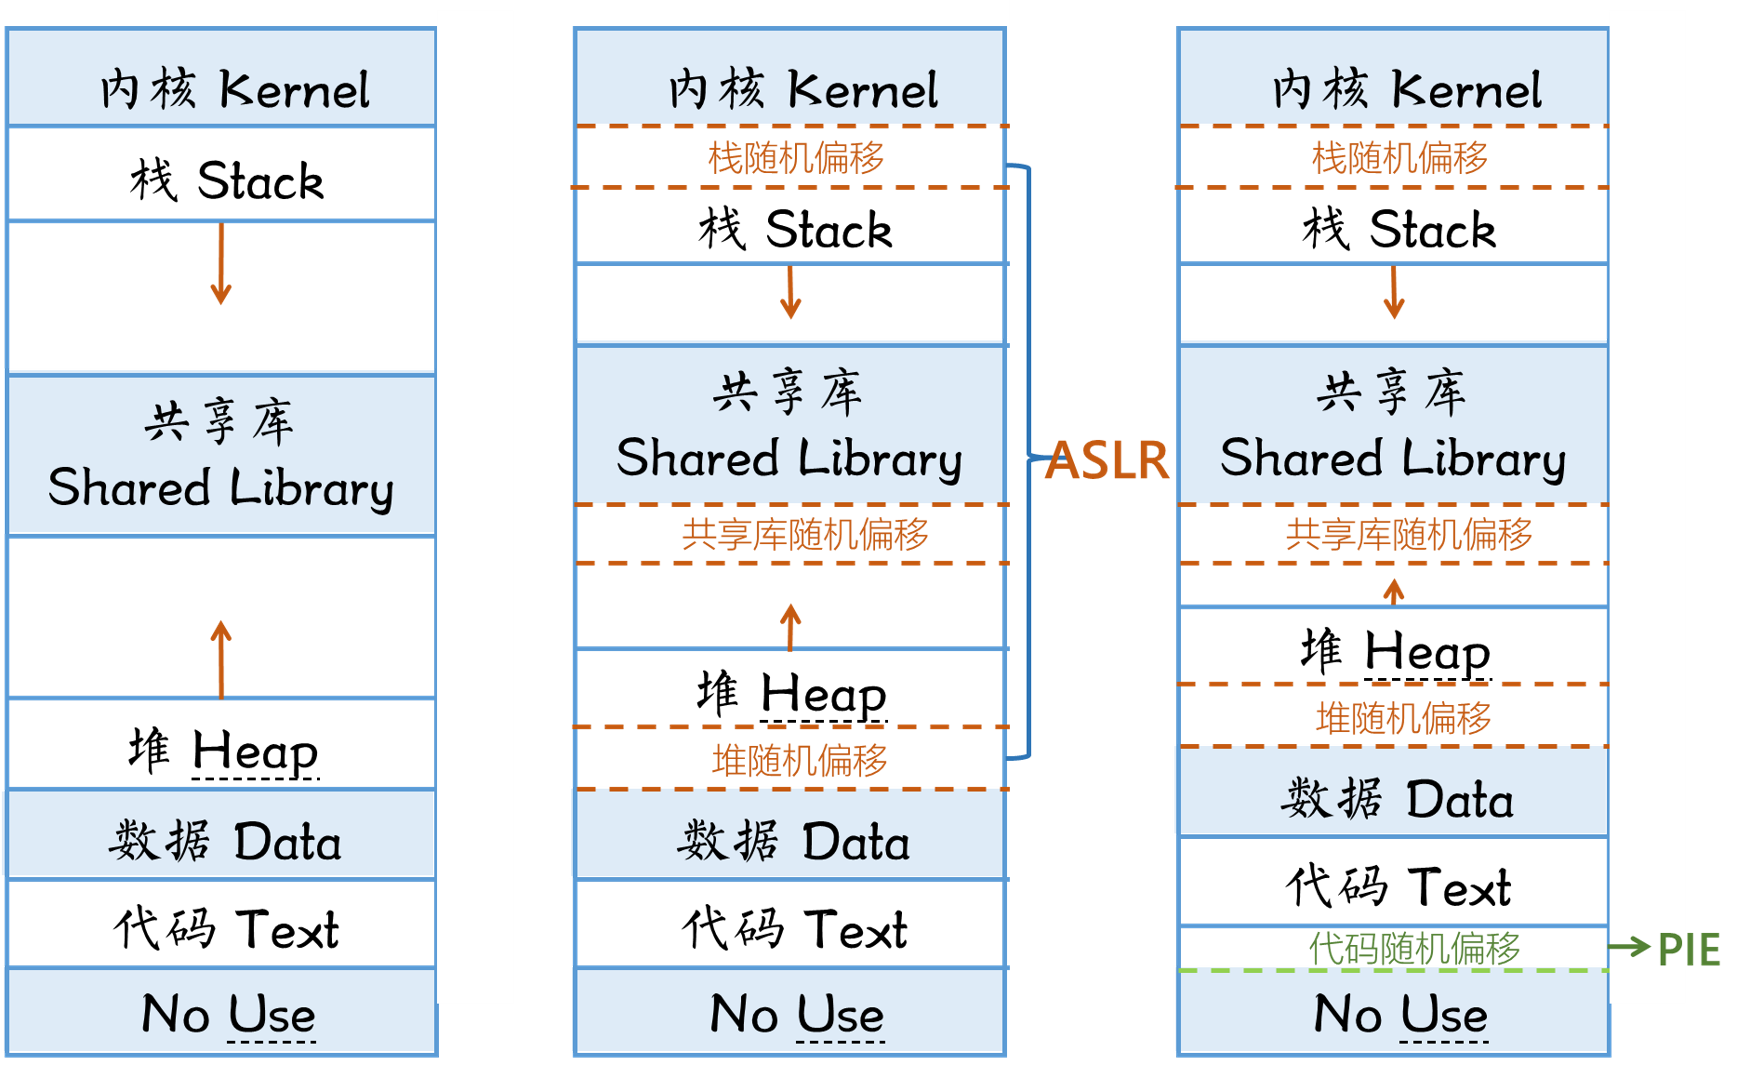 内核 Kernel
栈 Stack
共享库
Shared Library
堆 Heap
数据 Data
代码 Text
No Use
内核 Kernel
栈随机偏移
栈 Stack
共享库
Shared Library
共享库随机偏移
堆 Heap
堆随机偏移
数据 Data
代码 Text
No Use
ASLR
内核 Kernel
栈随机偏移
栈 Stack
共享库
Shared Library
共享库随机偏移
堆 Heap
堆随机偏移
数据 Data
代码 Text
代码随机偏移
No Use
PIE